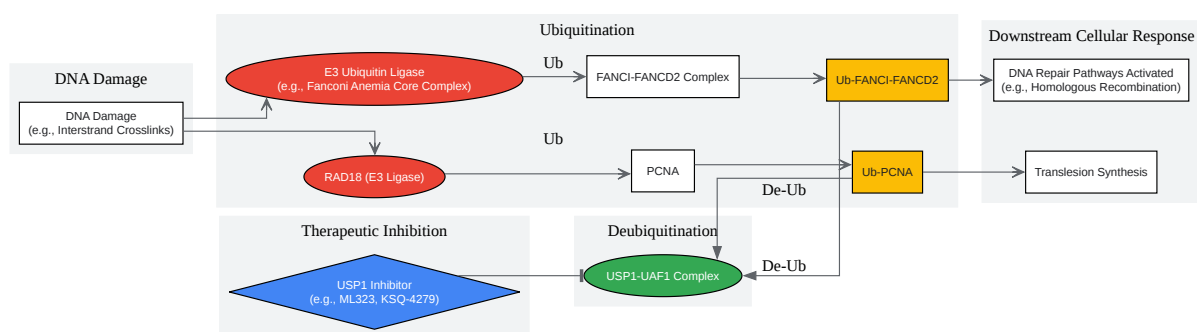 Ubiquitination
Downstream Cellular Response
DNA Damage
E3 Ubiquitin Ligase
(e.g., Fanconi Anemia Core Complex)
Ub
FANCI-FANCD2 Complex
Ub-FANCI-FANCD2
DNA Repair Pathways Activated
(e.g., Homologous Recombination)
DNA Damage
(e.g., Interstrand Crosslinks)
Ub
RAD18 (E3 Ligase)
PCNA
Ub-PCNA
Translesion Synthesis
De-Ub
Therapeutic Inhibition
Deubiquitination
USP1 Inhibitor
(e.g., ML323, KSQ-4279)
USP1-UAF1 Complex
De-Ub